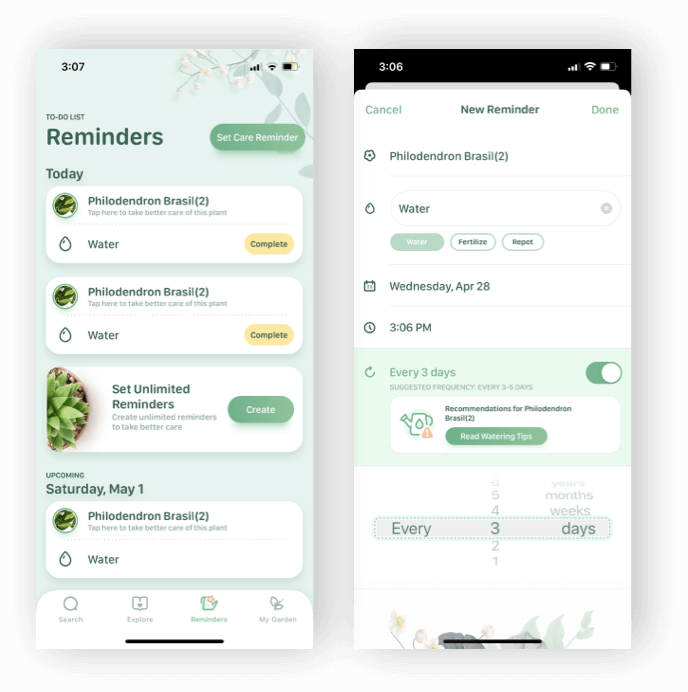 3:07
TO-DO LIST
Reminders
Set Care Reminder
Today
Philodendron Brasil(2)
Tap here to take better care of this plant
Water
Complete
Philodendron Brasil(2)
Tap here to take better care of this plant
Water
Complete
Set Unlimited
Reminders
Create unlimited reminders
to take better care
Create
UPCOMING
Saturday, May 1
Philodendron Brasil(2)
Tap here to take better care of this plant
Water
Search
Explore
Reminders
My Garden
3:06
Cancel
New Reminder
Done
Philodendron Brasil(2)
Water
Water
Fertilize
Repot
Wednesday, Apr 28
3:06 PM
Every 3 days
SUGGESTED FREQUENCY: EVERY 3-5 DAYS
Recommendations for Philodendron
Brasil(2)
Read Watering Tips
6 years
5 months
4 weeks
Every 3 days
2
1